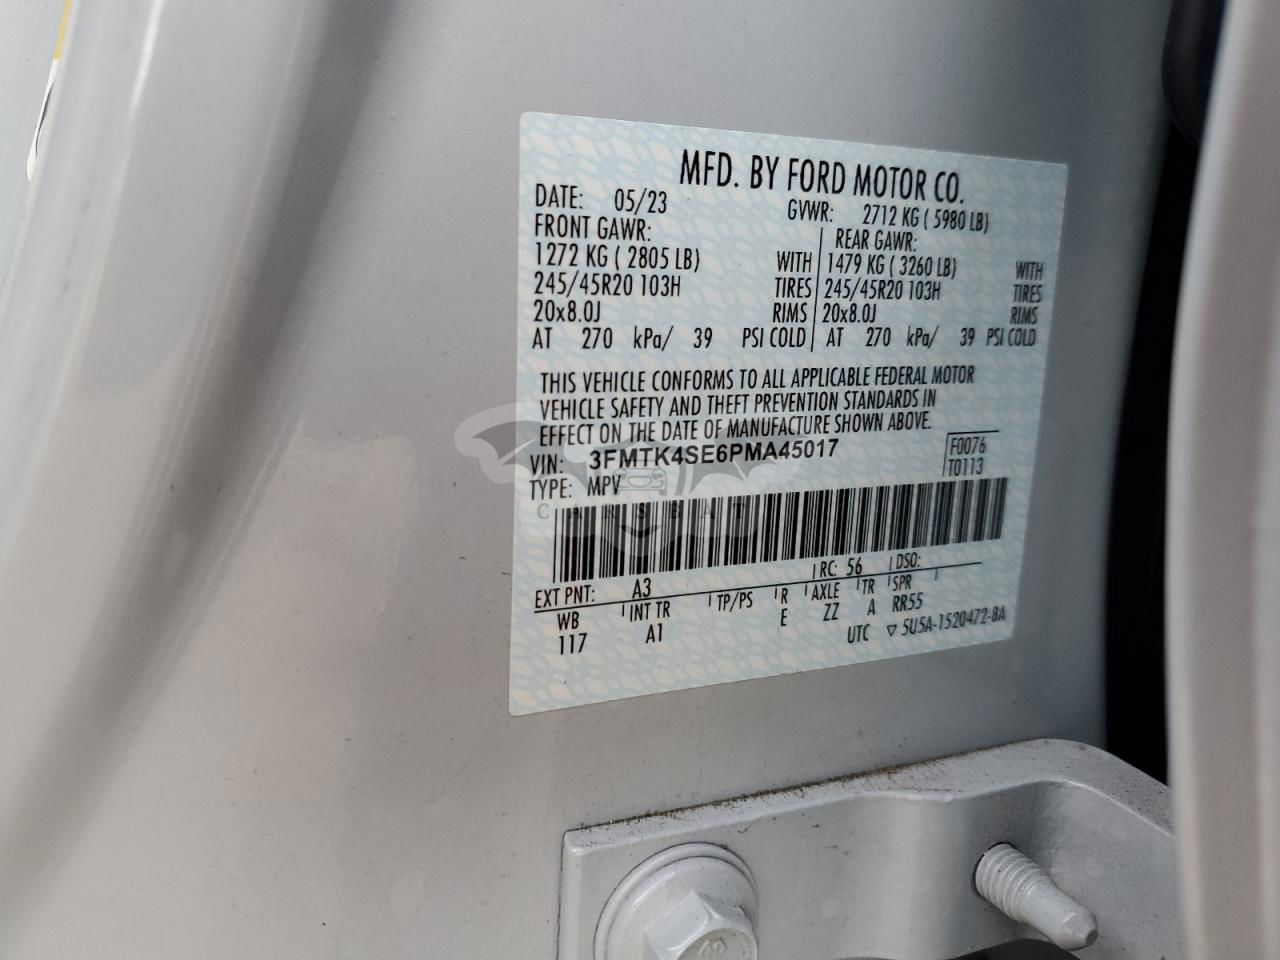 MFD. BY FORD MOTOR CO.
DATE: 05/23 GVWR: 2712 KG ( 5980 LB)
FRONT GAWR: REAR GAWR:
1272 KG ( 2805 LB) WITH 1479 KG ( 3260 LB) WITH
245/45R20 103H TIRES 245/45R20 103H TIRES
20x8.0J RIMS 20x8.0J RIMS
AT 270 kPa/ 39 PSI COLD AT 270 kPa/ 39 PSI COLD
THIS VEHICLE CONFORMS TO ALL APPLICABLE FEDERAL MOTOR
VEHICLE SAFETY AND THEFT PREVENTION STANDARDS IN
EFFECT ON THE DATE OF MANUFACTURE SHOWN ABOVE.
VIN: 3FMTK4SE6PMA45017 F0076
TYPE: MPV T0113
CARSBAT
EXT PNT: A3 RC: 56 DSO:
WB INT TR TP/PS R AXLE TR SPR
117 A1 E ZZ A RR55
UTC ▽ 5U5A-1520472-BA